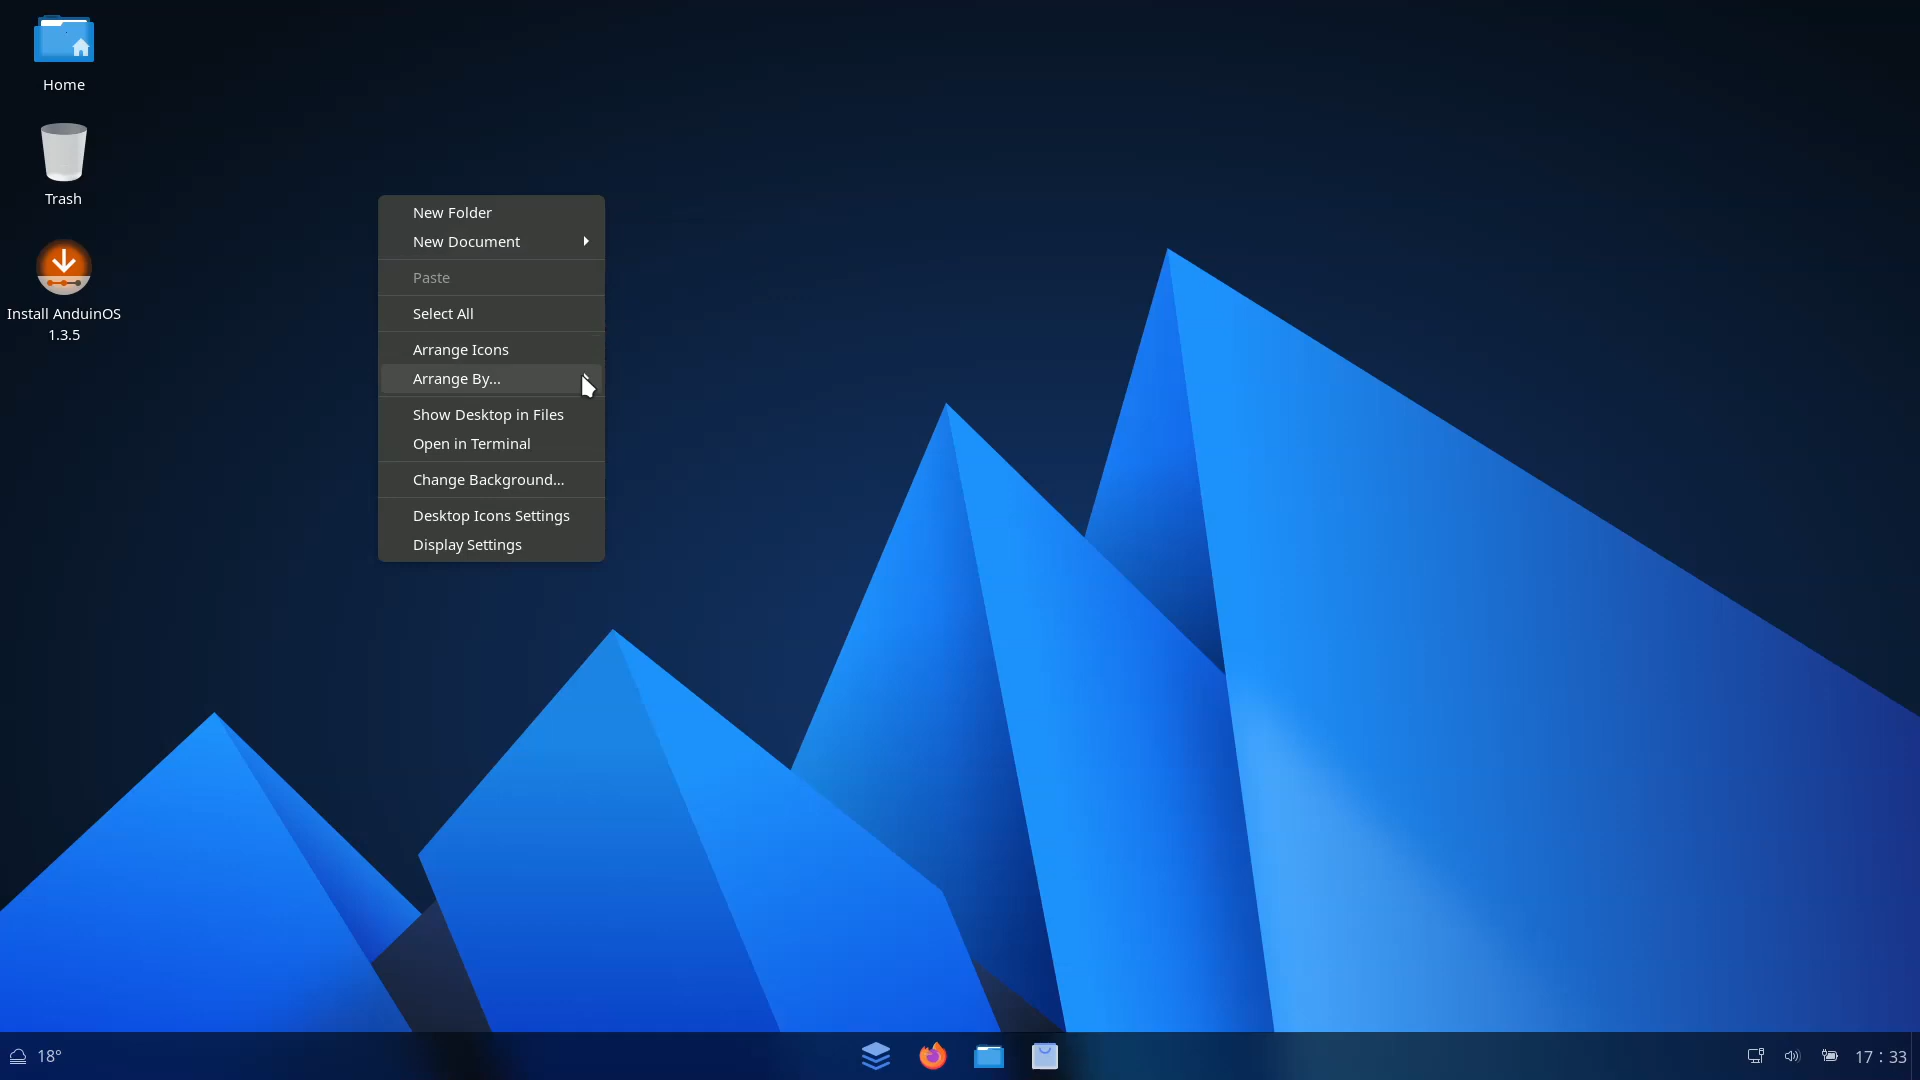 Home
Trash
Install AnduinOS
1.3.5
New Folder
New Document
Paste
Select All
Arrange Icons
Arrange By...
Show Desktop in Files
Open in Terminal
Change Background...
Desktop Icons Settings
Display Settings
18°
17 : 33